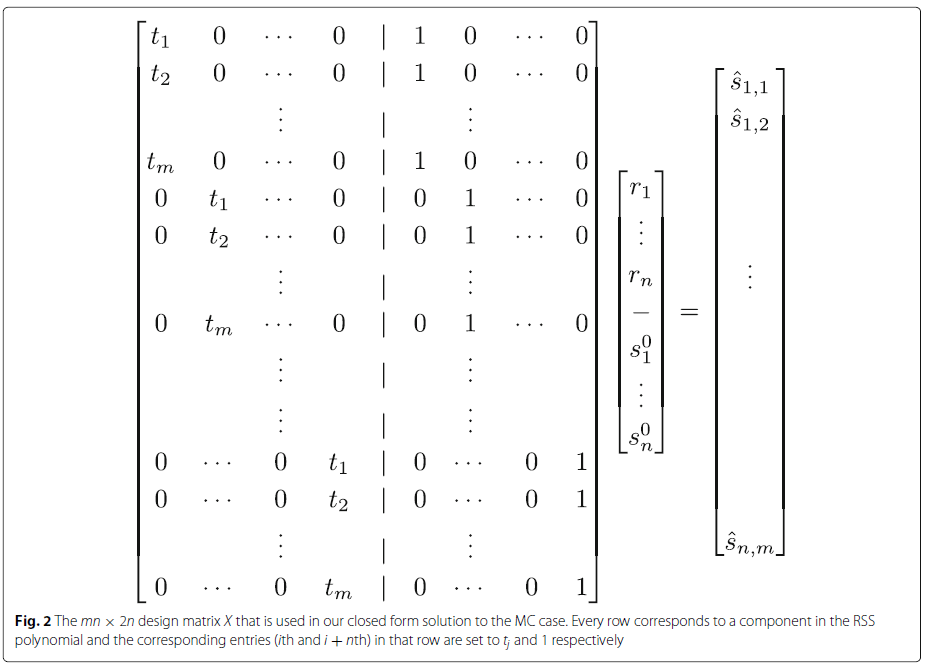 t₁ 0 ⋯ 0 | 1 0 ⋯ 0
t₂ 0 ⋯ 0 | 1 0 ⋯ 0
⋮ | ⋮
tₘ 0 ⋯ 0 | 1 0 ⋯ 0
0 t₁ ⋯ 0 | 0 1 ⋯ 0
0 t₂ ⋯ 0 | 0 1 ⋯ 0
⋮ | ⋮
0 tₘ ⋯ 0 | 0 1 ⋯ 0
⋮ | ⋮
⋮ | ⋮
0 ⋯ 0 t₁ | 0 ⋯ 0 1
0 ⋯ 0 t₂ | 0 ⋯ 0 1
⋮ | ⋮
0 ⋯ 0 tₘ | 0 ⋯ 0 1
r₁
⋮
rₙ
−
s₁⁰
⋮
sₙ⁰
=
ŝ₁,₁
ŝ₁,₂
⋮
ŝₙ,ₘ
Fig. 2 The mn × 2n design matrix X that is used in our closed form solution to the MC case. Every row corresponds to a component in the RSS
polynomial and the corresponding entries (ith and i + nth) in that row are set to tⱼ and 1 respectively